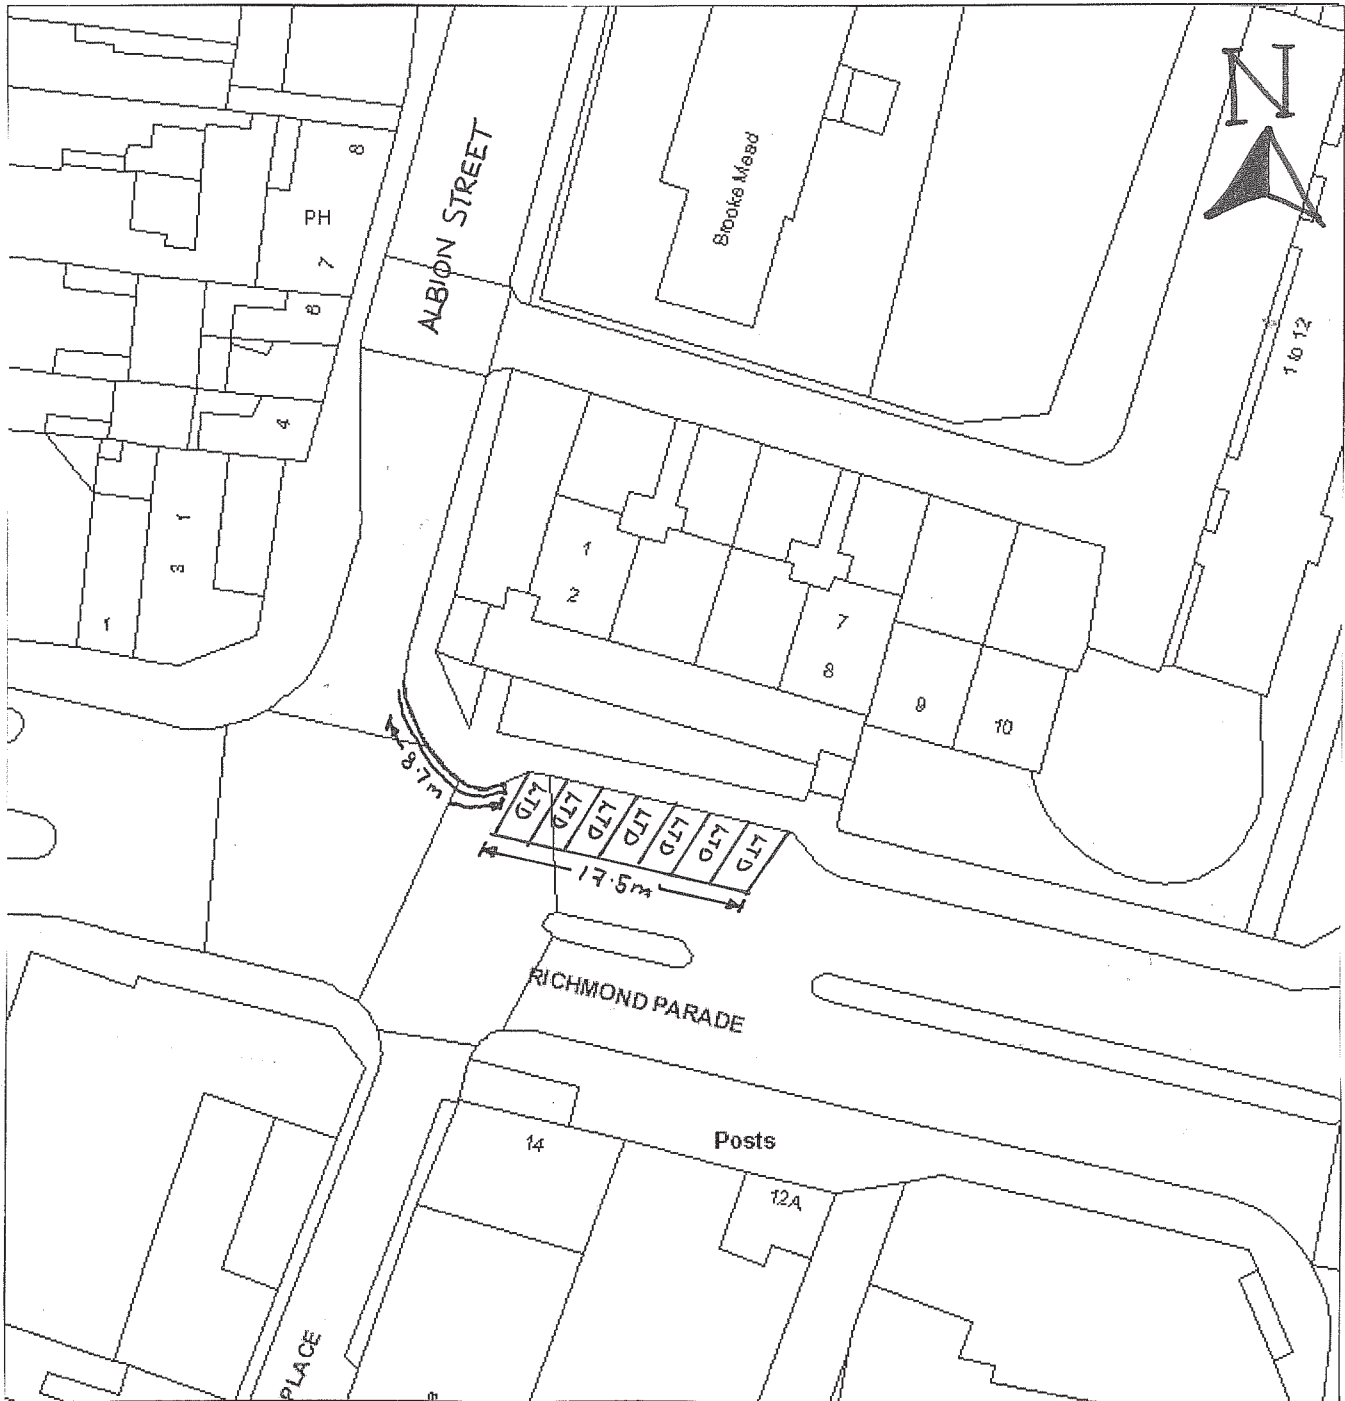 N
8
PH
7
6
4
1
3
1
ALBION STREET
Brooke Mead
1 to 12
1
2
7
8
9
10
8.7m
LTD
LTD
LTD
LTD
LTD
LTD
LTD
17.5m
RICHMOND PARADE
Posts
14
12A
PLACE